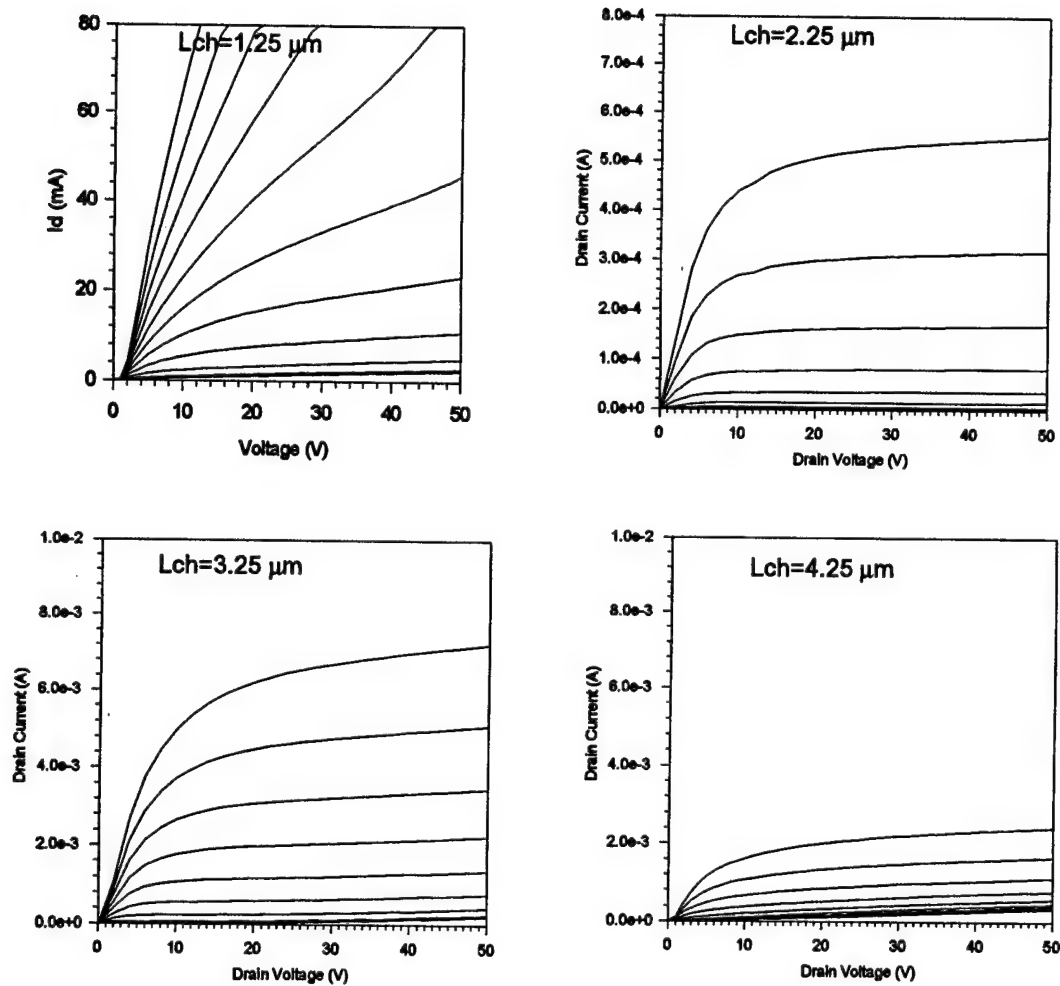 Lch=1.25 μm
80
60
40
20
0
Id (mA)
0 10 20 30 40 50
Voltage (V)
Lch=2.25 μm
8.0e-4
7.0e-4
6.0e-4
5.0e-4
4.0e-4
3.0e-4
2.0e-4
1.0e-4
0.0e+0
Drain Current (A)
0 10 20 30 40 50
Drain Voltage (V)
Lch=3.25 μm
1.0e-2
8.0e-3
6.0e-3
4.0e-3
2.0e-3
0.0e+0
Drain Current (A)
0 10 20 30 40 50
Drain Voltage (V)
Lch=4.25 μm
1.0e-2
8.0e-3
6.0e-3
4.0e-3
2.0e-3
0.0e+0
Drain Current (A)
0 10 20 30 40 50
Drain Voltage (V)